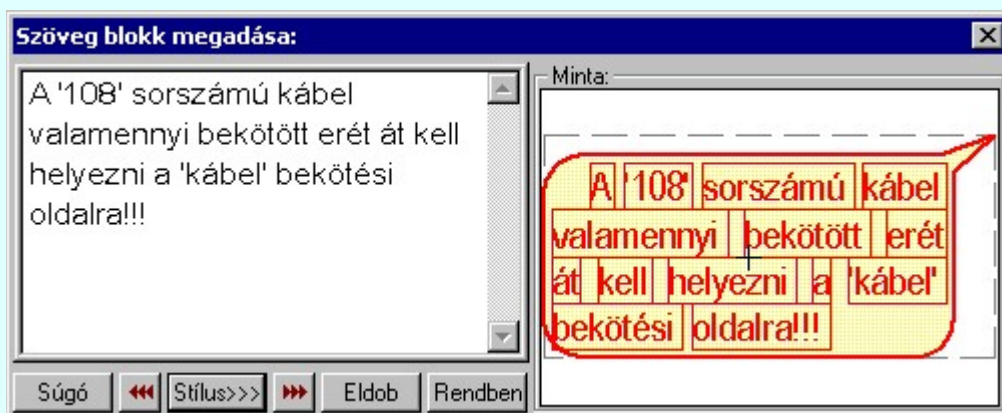 Szöveg blokk megadása:
A '108' sorszámú kábel
valamennyi bekötött erét át kell
helyezni a 'kábel' bekötési
oldalra!!!
Minta:
A '108' sorszámú kábel
valamennyi bekötött erét
át kell helyezni a 'kábel'
bekötési oldalra!!!
Súgó Stílus>>> Eldob Rendben